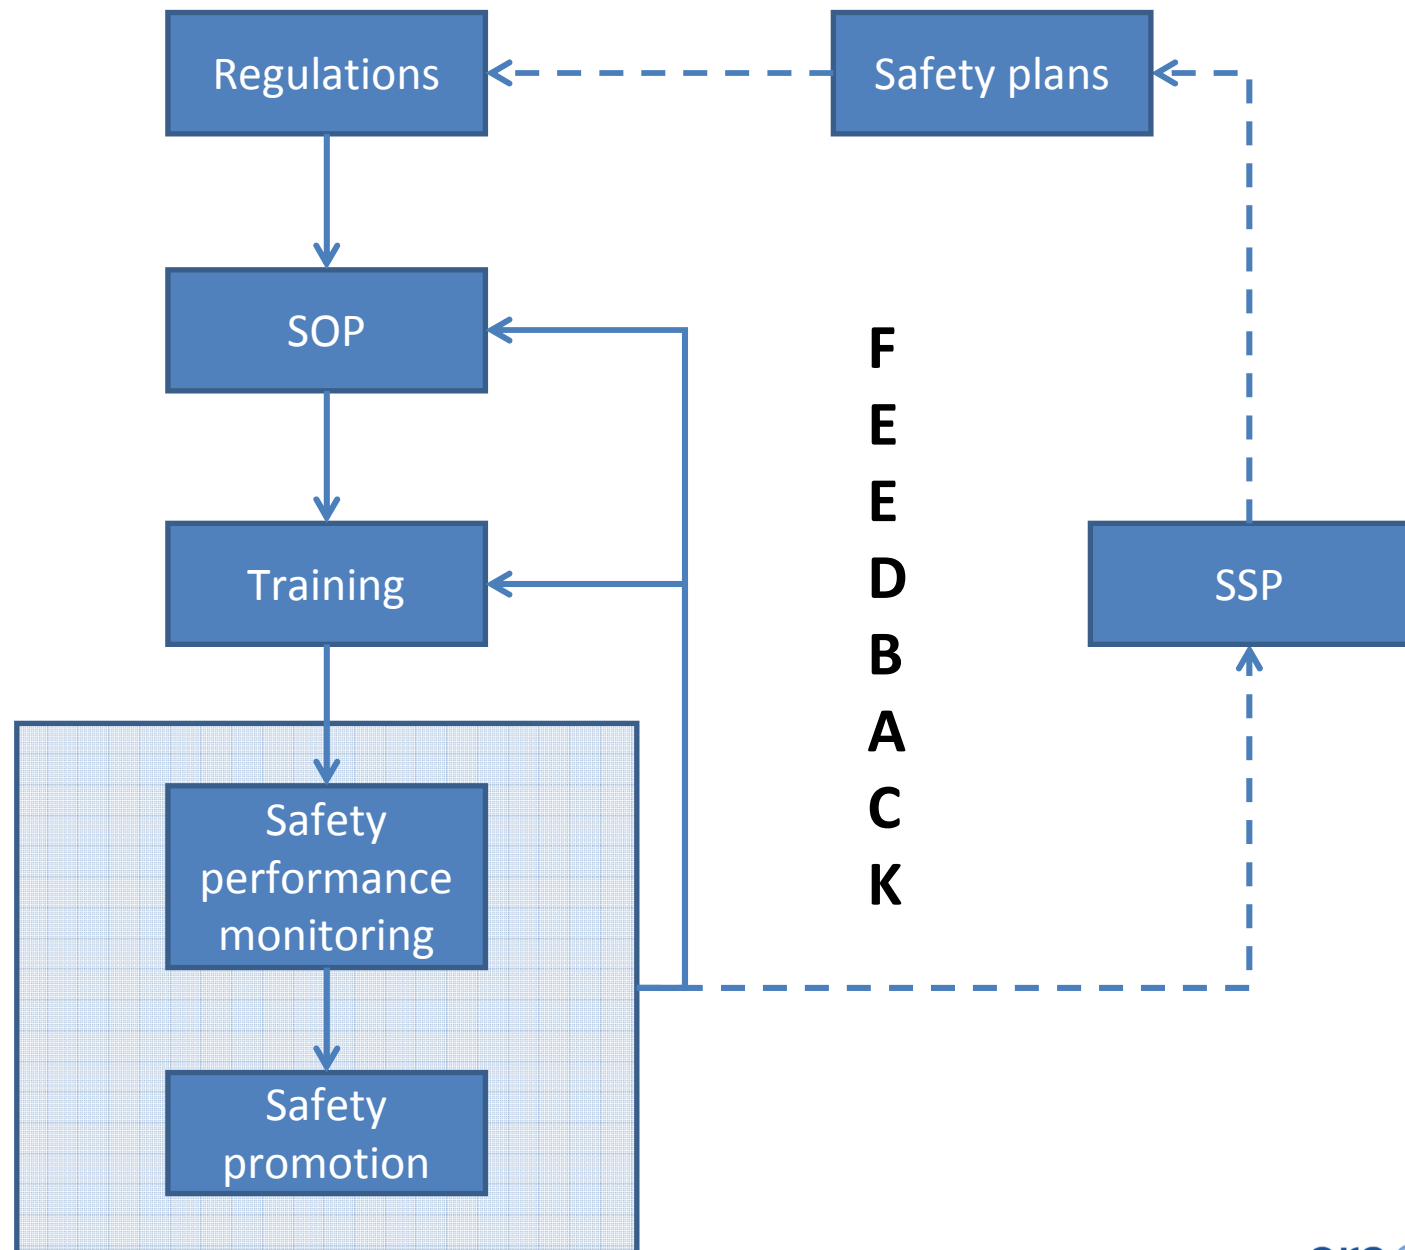 Regulations
Safety plans
SOP
F
E
E
D
B
A
C
K
Training
SSP
Safety
performance
monitoring
Safety
promotion